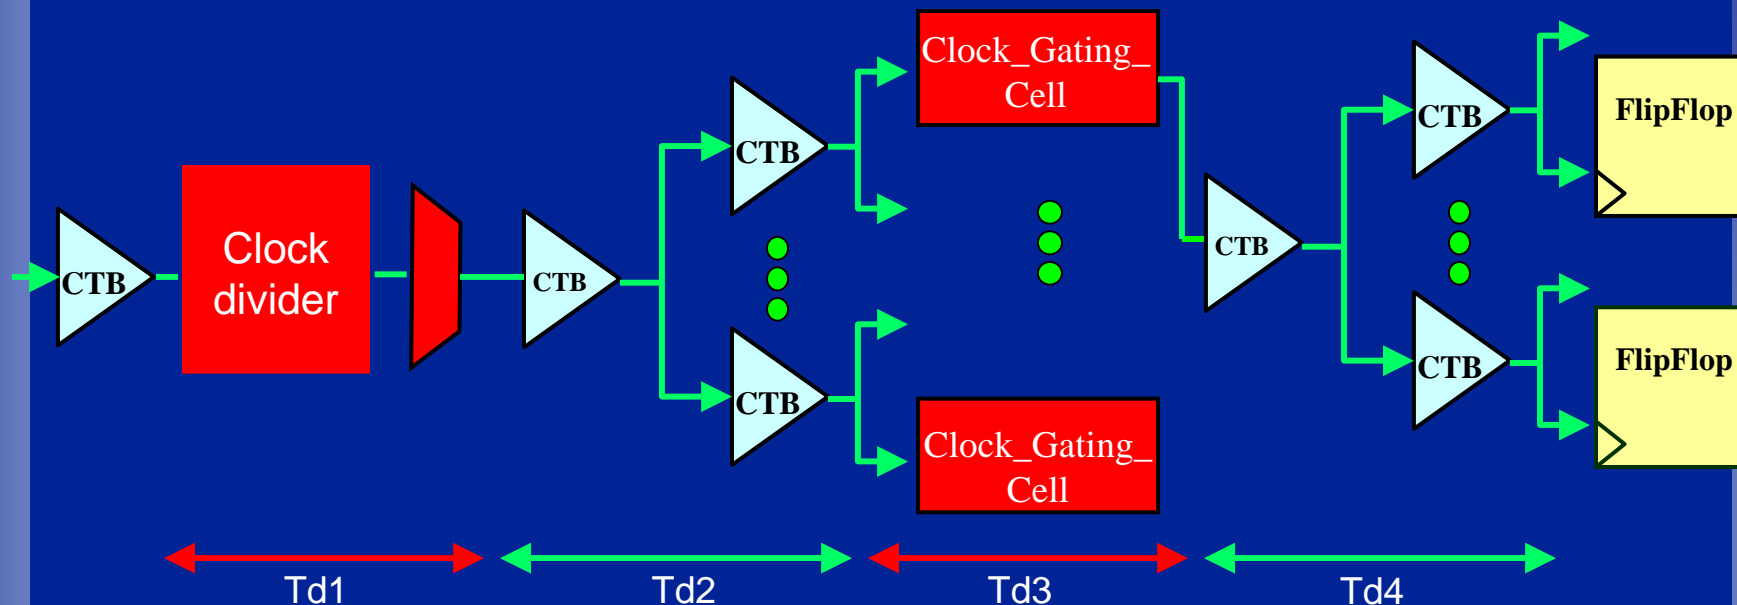 CTB
Clock
divider
CTB
CTB
CTB
Clock_Gating_
Cell
Clock_Gating_
Cell
CTB
CTB
CTB
FlipFlop
FlipFlop
Td1
Td2
Td3
Td4